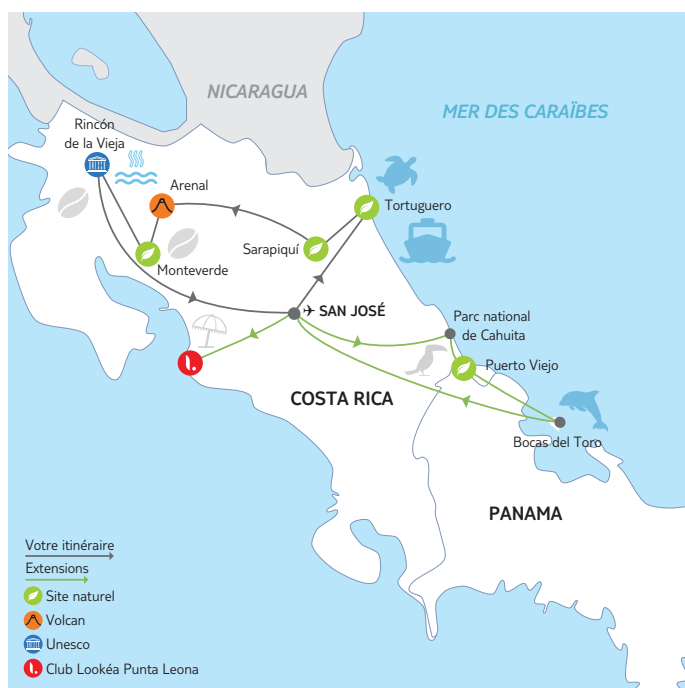 NICARAGUA
MER DES CARAÏBES
Rincón
de la Vieja
Arenal
Tortuguero
Sarapiquí
Monteverde
SAN JOSÉ
Parc national
de Cahuita
Puerto Viejo
COSTA RICA
Bocas del Toro
PANAMA
Votre itinéraire
Extensions
Site naturel
Volcan
Unesco
Club Lookéa Punta Leona